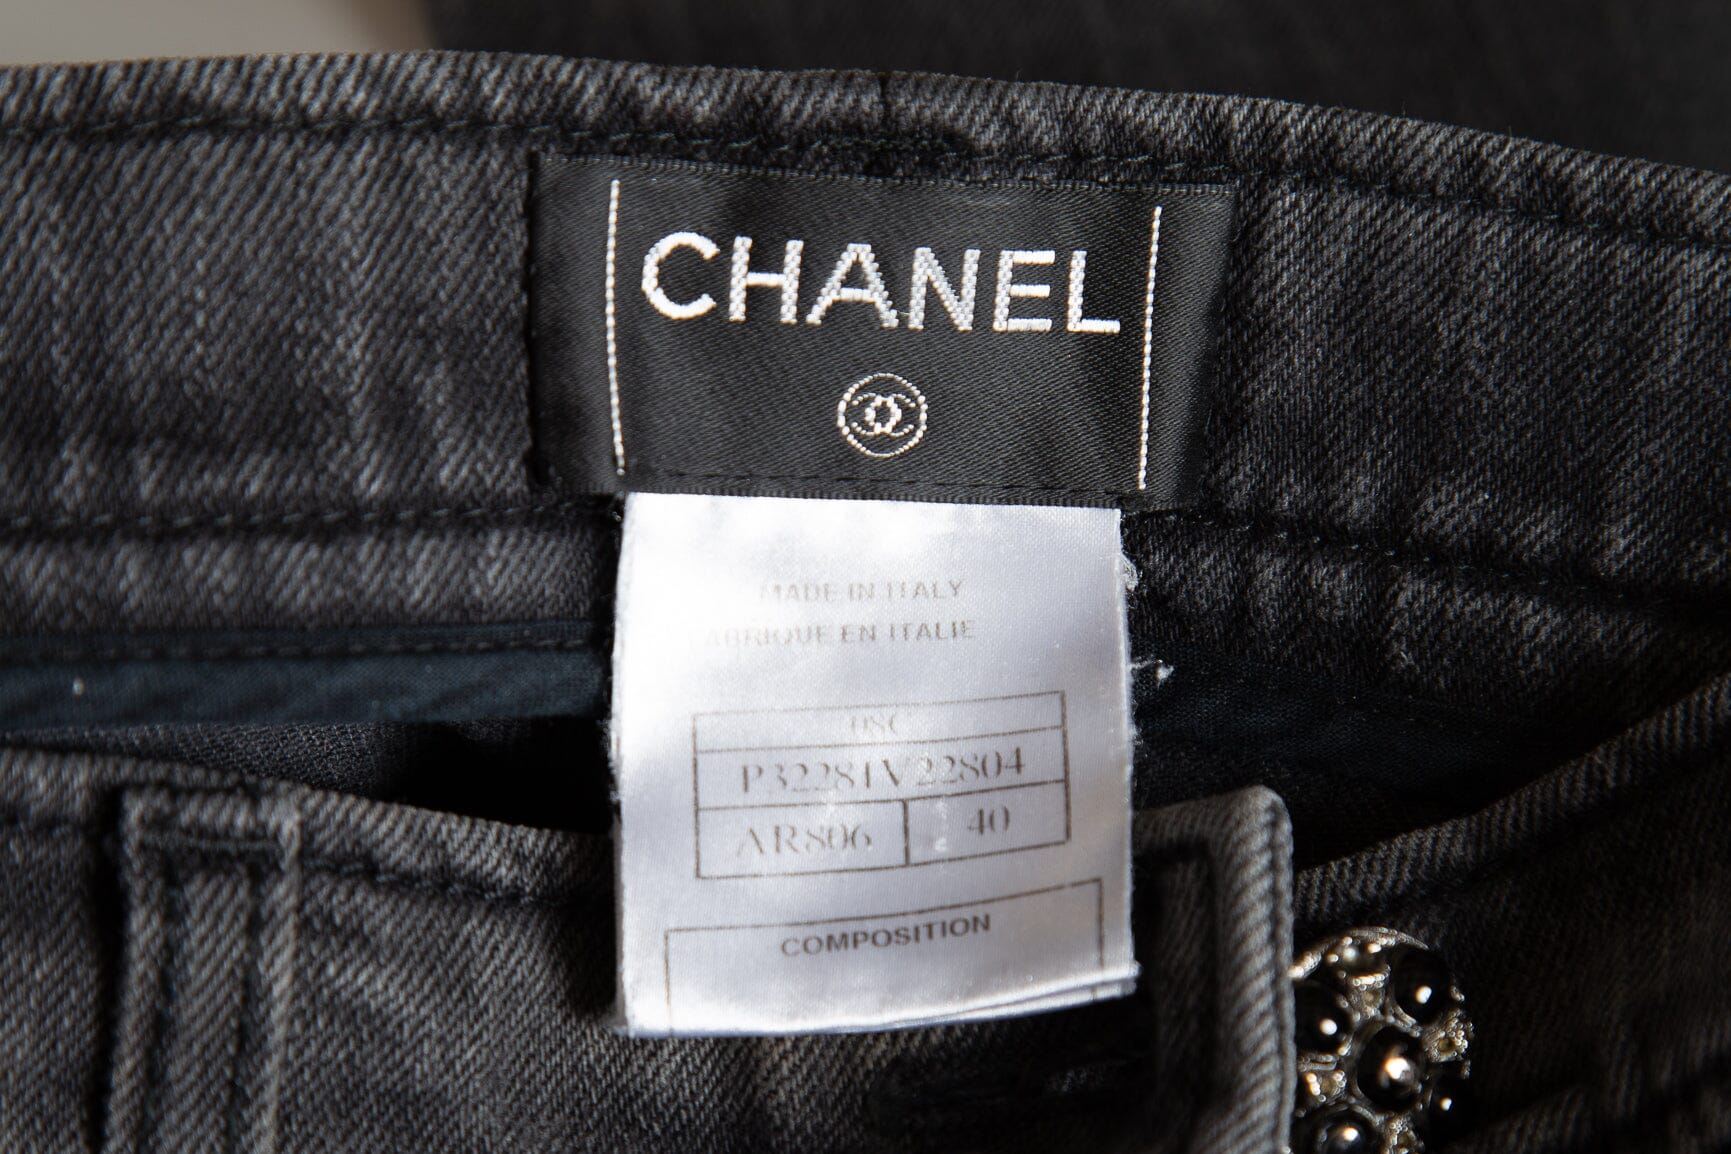 CHANEL
MADE IN ITALY
FABRIQUE EN ITALIE
08C
P32281V22804
AR806 40
COMPOSITION